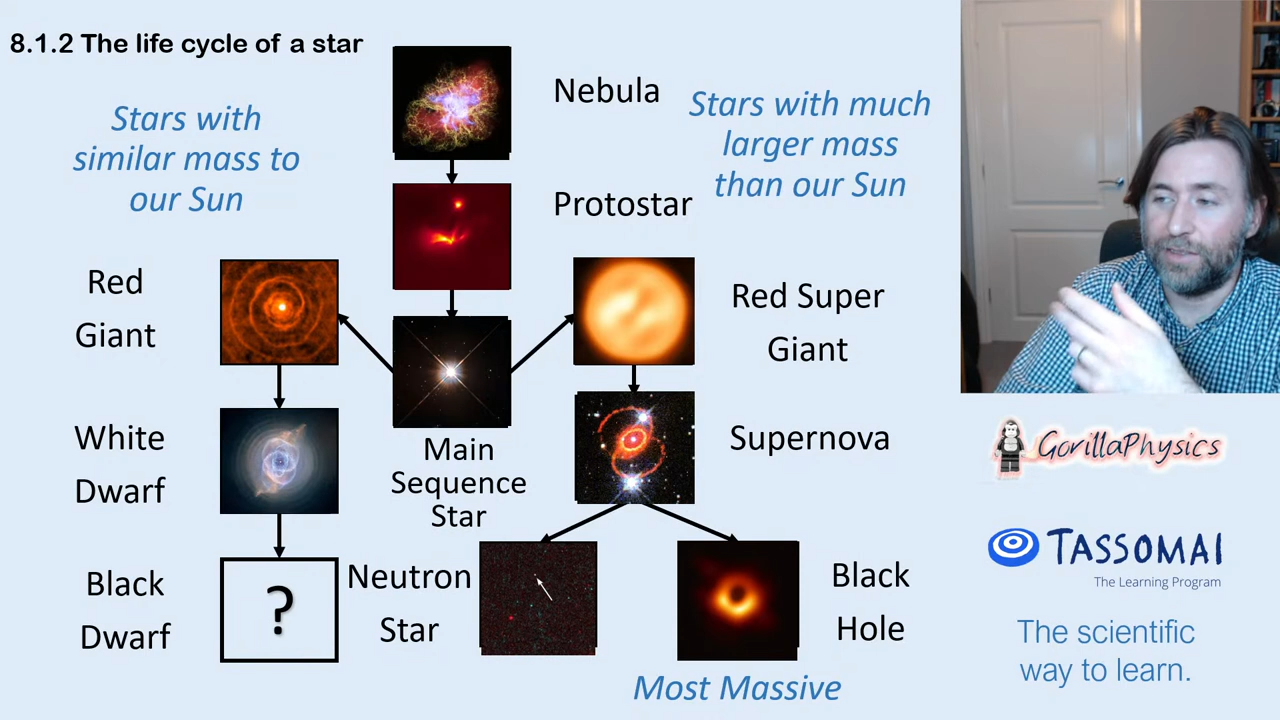 8.1.2 The life cycle of a star
Nebula
Stars with
similar mass to
our Sun
Stars with much
larger mass
than our Sun
Protostar
Red
Giant
Red Super
Giant
White
Dwarf
Main
Sequence
Star
Supernova
Black
Dwarf
?
Neutron
Star
Black
Hole
Most Massive
GorillaPhysics
TASSOMAI
The Learning Program
The scientific
way to learn.